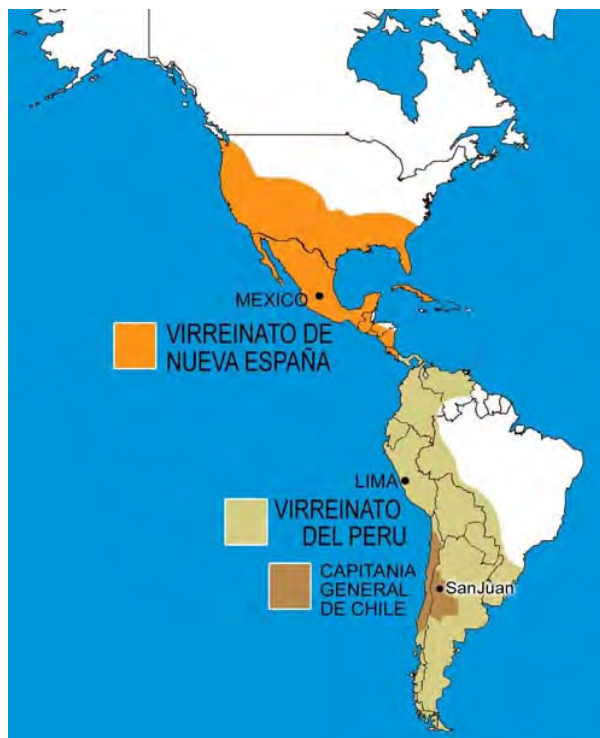 MEXICO
VIRREINATO DE
NUEVA ESPAÑA
LIMA
VIRREINATO
DEL PERU
CAPITANIA
GENERAL
DE CHILE
SanJuan